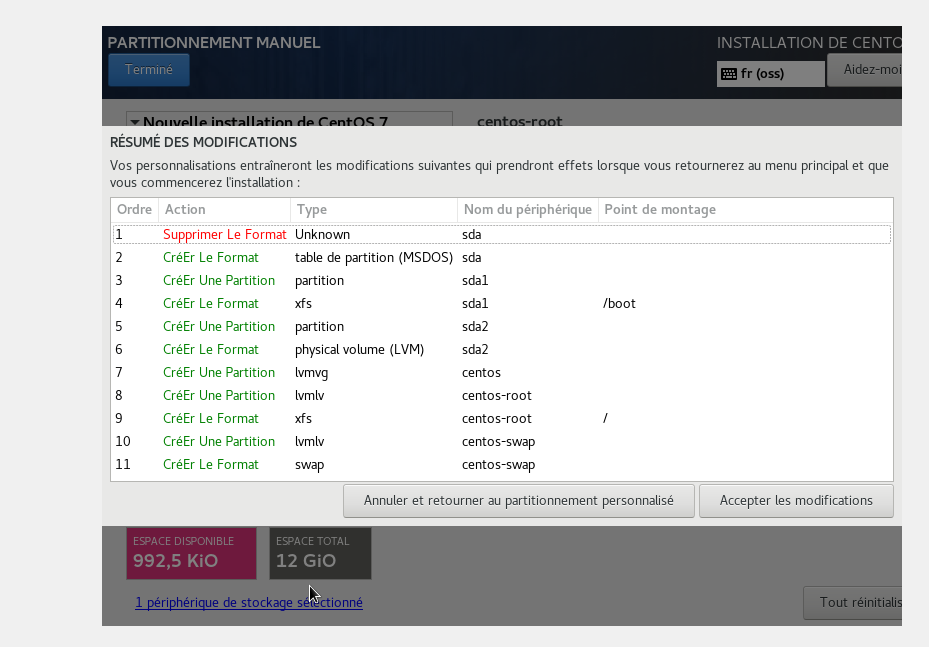 PARTITIONNEMENT MANUEL
INSTALLATION DE CENTO
Terminé
fr (oss)
Aidez-moi
Nouvelle installation de CentOS 7
centos-root
RÉSUMÉ DES MODIFICATIONS
Vos personnalisations entraîneront les modifications suivantes qui prendront effets lorsque vous retournerez au menu principal et que
vous commencerez l'installation :
Ordre Action Type Nom du périphérique Point de montage
1 Supprimer Le Format Unknown sda
2 CréEr Le Format table de partition (MSDOS) sda
3 CréEr Une Partition partition sda1
4 CréEr Le Format xfs sda1 /boot
5 CréEr Une Partition partition sda2
6 CréEr Le Format physical volume (LVM) sda2
7 CréEr Une Partition lvmvg centos
8 CréEr Une Partition lvmlv centos-root
9 CréEr Le Format xfs centos-root /
10 CréEr Une Partition lvmlv centos-swap
11 CréEr Le Format swap centos-swap
Annuler et retourner au partitionnement personnalisé
Accepter les modifications
ESPACE DISPONIBLE
992,5 KiO
ESPACE TOTAL
12 GiO
1 périphérique de stockage sélectionné
Tout réinitialis